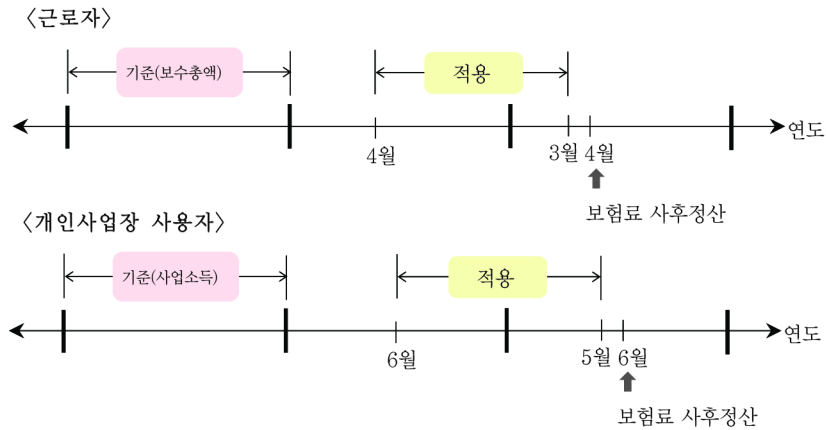 〈근로자〉
기준(보수총액)
적용
연도
4월
3월 4월
보험료 사후정산
〈개인사업장 사용자〉
기준(사업소득)
적용
연도
6월
5월 6월
보험료 사후정산